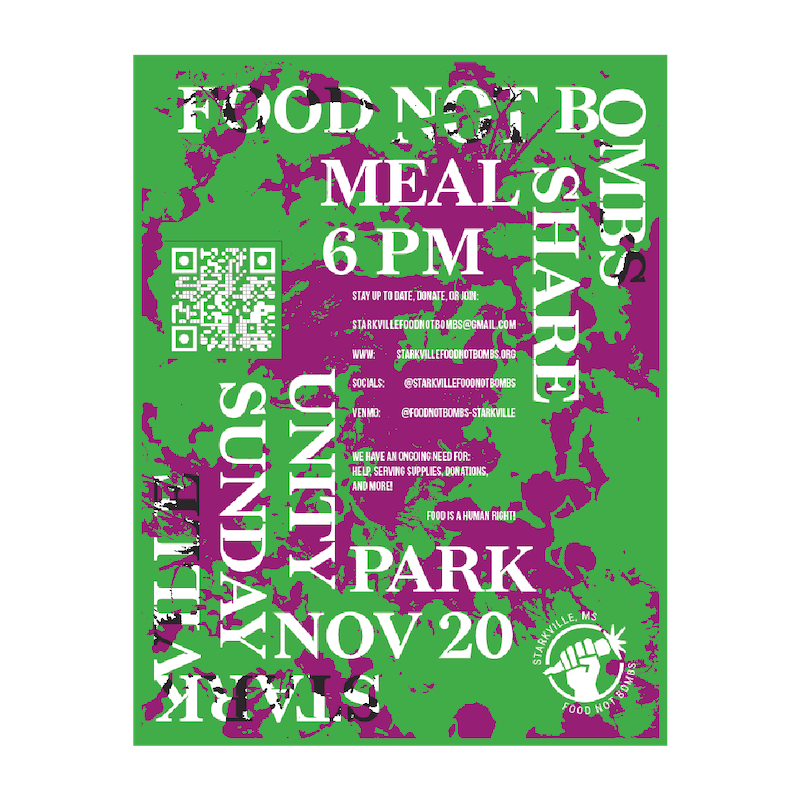 FOOD NOT BOMBS
MEAL SHARE
6 PM
STAY UP TO DATE, DONATE, OR JOIN:
STARKVILLEFOODNOTBOMBS@GMAIL.COM
WWW: STARKVILLEFOODNOTBOMBS.ORG
SOCIALS: @STARKVILLEFOODNOTBOMBS
VENMO: @FOODNOTBOMBS-STARKVILLE
WE HAVE AN ONGOING NEED FOR:
HELP, SERVING SUPPLIES, DONATIONS,
AND MORE!
FOOD IS A HUMAN RIGHT!
UNITY PARK
SUNDAY NOV 20
STARKVILLE
STARKVILLE, MS
FOOD NOT BOMBS